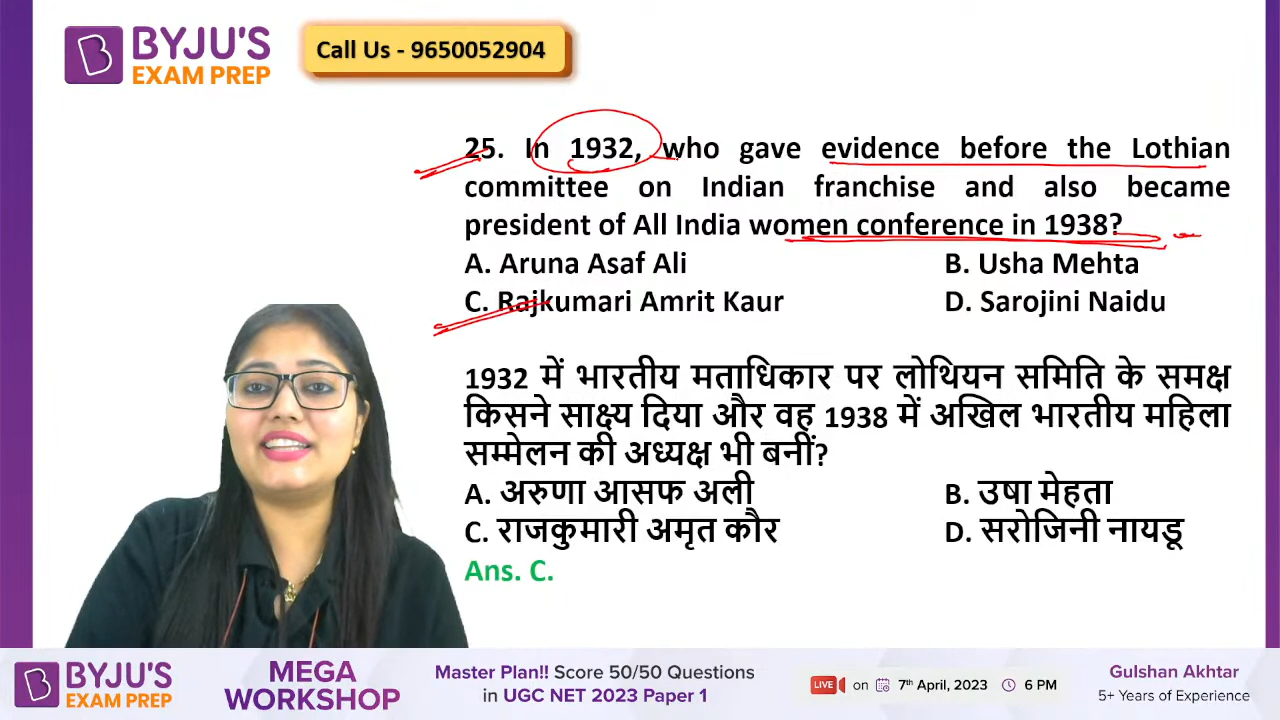 BYJU'S
EXAM PREP
Call Us - 9650052904
25. In 1932, who gave evidence before the Lothian
committee on Indian franchise and also became
president of All India women conference in 1938?
A. Aruna Asaf Ali B. Usha Mehta
C. Rajkumari Amrit Kaur D. Sarojini Naidu
1932 में भारतीय मताधिकार पर लोथियन समिति के समक्ष
किसने साक्ष्य दिया और वह 1938 में अखिल भारतीय महिला
सम्मेलन की अध्यक्ष भी बनीं?
A. अरुणा आसफ अली B. उषा मेहता
C. राजकुमारी अमृत कौर D. सरोजिनी नायडू
Ans. C.
BYJU'S
EXAM PREP
MEGA
WORKSHOP
Master Plan!! Score 50/50 Questions
in UGC NET 2023 Paper 1
LIVE on 7th April, 2023 6 PM
Gulshan Akhtar
5+ Years of Experience